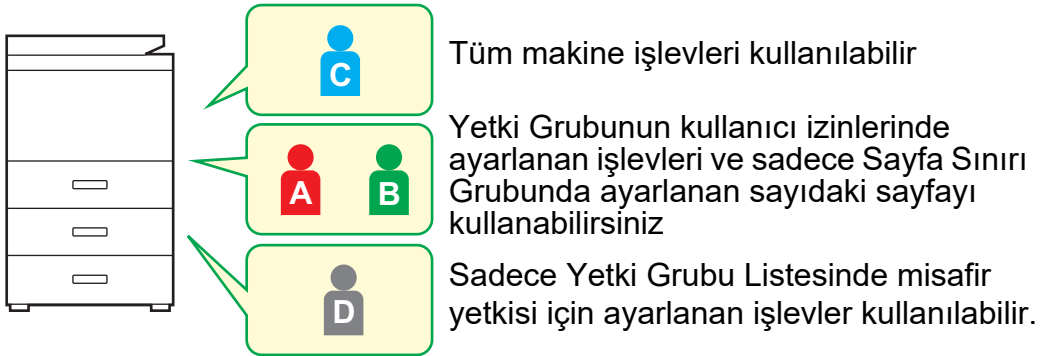 C
Tüm makine işlevleri kullanılabilir
A B
Yetki Grubunun kullanıcı izinlerinde
ayarlanan işlevleri ve sadece Sayfa Sınırı
Grubunda ayarlanan sayıdaki sayfayı
kullanabilirsiniz
D
Sadece Yetki Grubu Listesinde misafir
yetkisi için ayarlanan işlevler kullanılabilir.